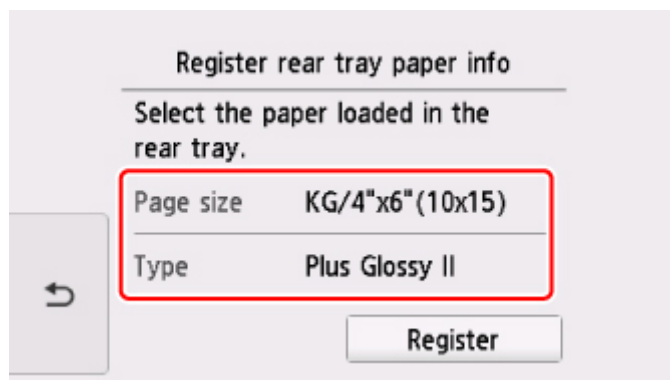 Register rear tray paper info
Select the paper loaded in the
rear tray.
Page size KG/4"x6"(10x15)
Type Plus Glossy II
Register